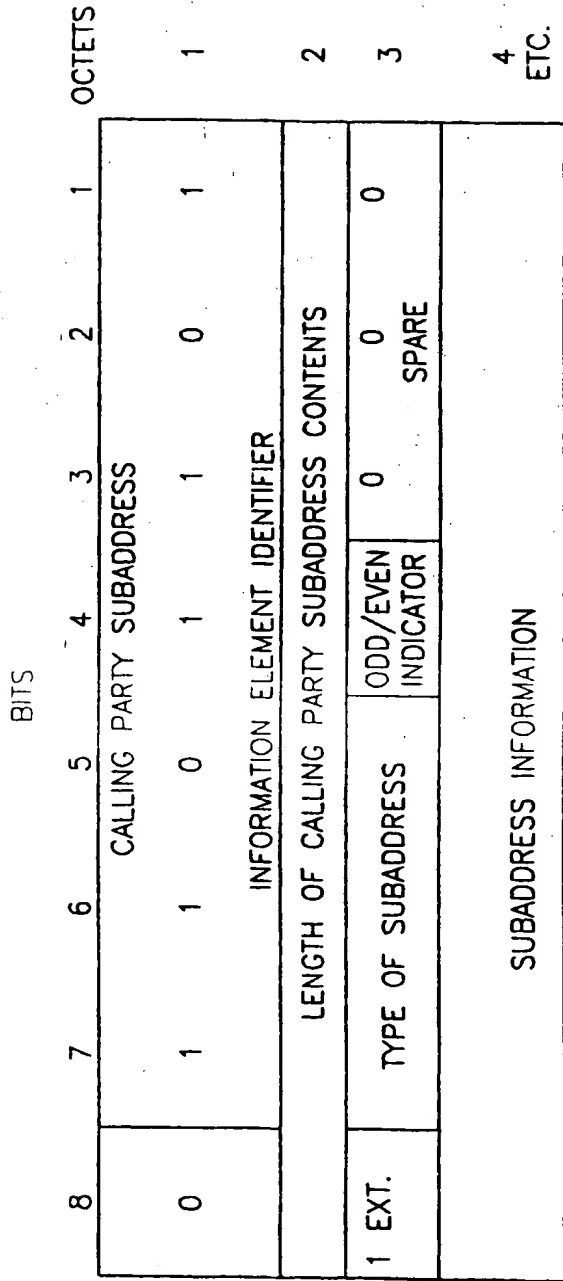 BITS
8 7 6 5 4 3 2 1 OCTETS
CALLING PARTY SUBADDRESS
0 1 1 0 1 1 0 1 1
INFORMATION ELEMENT IDENTIFIER
LENGTH OF CALLING PARTY SUBADDRESS CONTENTS 2
1 EXT. TYPE OF SUBADDRESS ODD/EVEN INDICATOR 0 0 0 3
SPARE
SUBADDRESS INFORMATION 4
ETC.